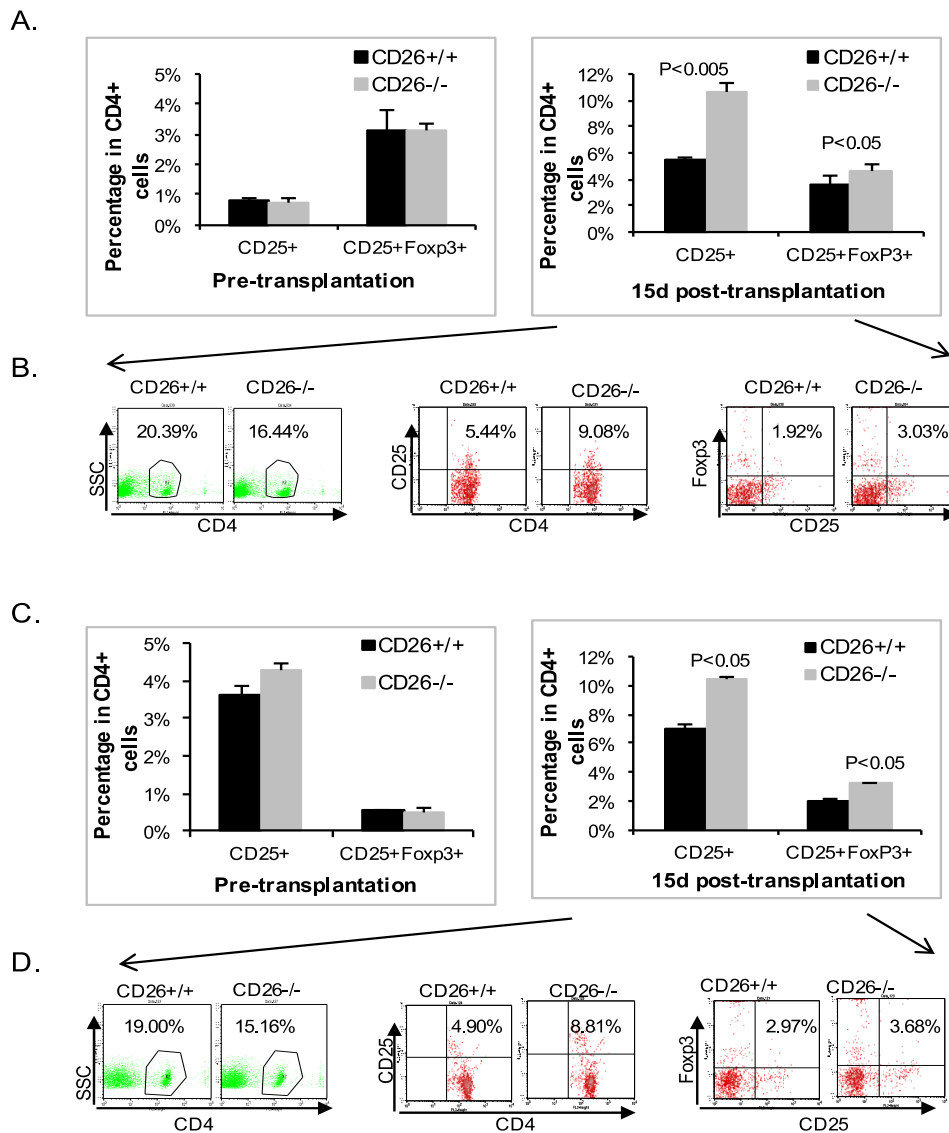 A.
CD26+/+
CD26-/-
5%
4%
3%
2%
1%
0%
Percentage in CD4+
cells
CD25+
CD25+Foxp3+
Pre-transplantation
CD26+/+
CD26-/-
P<0.005
P<0.05
12%
10%
8%
6%
4%
2%
0%
Percentage in CD4+
cells
CD25+
CD25+FoxP3+
15d post-transplantation
B.
CD26+/+
CD26-/-
20.39%
16.44%
SSC
CD4
CD26+/+
CD26-/-
5.44%
9.08%
CD25
CD4
CD26+/+
CD26-/-
1.92%
3.03%
Foxp3
CD25
C.
CD26+/+
CD26-/-
5%
4%
3%
2%
1%
0%
Percentage in CD4+
cells
CD25+
CD25+Foxp3+
Pre-transplantation
CD26+/+
CD26-/-
P<0.05
P<0.05
12%
10%
8%
6%
4%
2%
0%
Percentage in CD4+
cells
CD25+
CD25+FoxP3+
15d post-transplantation
D.
CD26+/+
CD26-/-
19.00%
15.16%
SSC
CD4
CD26+/+
CD26-/-
4.90%
8.81%
CD25
CD4
CD26+/+
CD26-/-
2.97%
3.68%
Foxp3
CD25